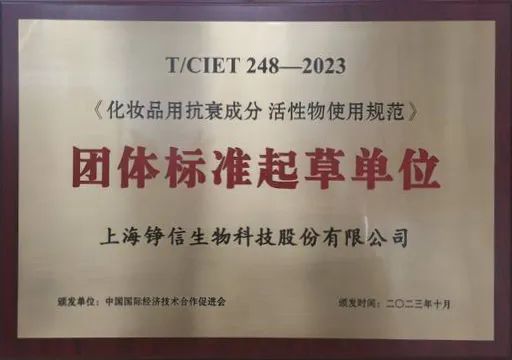 T/CIET 248—2023
《化妆品用抗衰成分 活性物使用规范》
团体标准起草单位
上海铮信生物科技股份有限公司
颁发单位：中国国际经济技术合作促进会
颁发时间：二〇二三年十月